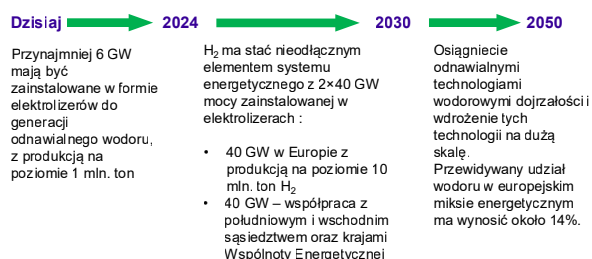 Dzisiaj 2024 2030 2050
Przynajmniej 6 GW
mają być
zainstalowane w formie
elektrolizerów do
generacji
odnawialnego wodoru,
z produkcją na
poziomie 1 mln. ton
H₂ ma stać nieodłącznym
elementem systemu
energetycznego z 2×40 GW
mocy zainstalowanej w
elektrolizerach :
• 40 GW w Europie z
produkcją na poziomie 10
mln. ton H₂
• 40 GW – współpraca z
południowym i wschodnim
sąsiedztwem oraz krajami
Wspólnoty Energetycznej
Osiągniecie
odnawialnymi
technologiami
wodorowymi dojrzałości i
wdrożenie tych
technologii na dużą
skalę.
Przewidywany udział
wodoru w europejskim
miksie energetycznym
ma wynosić około 14%.